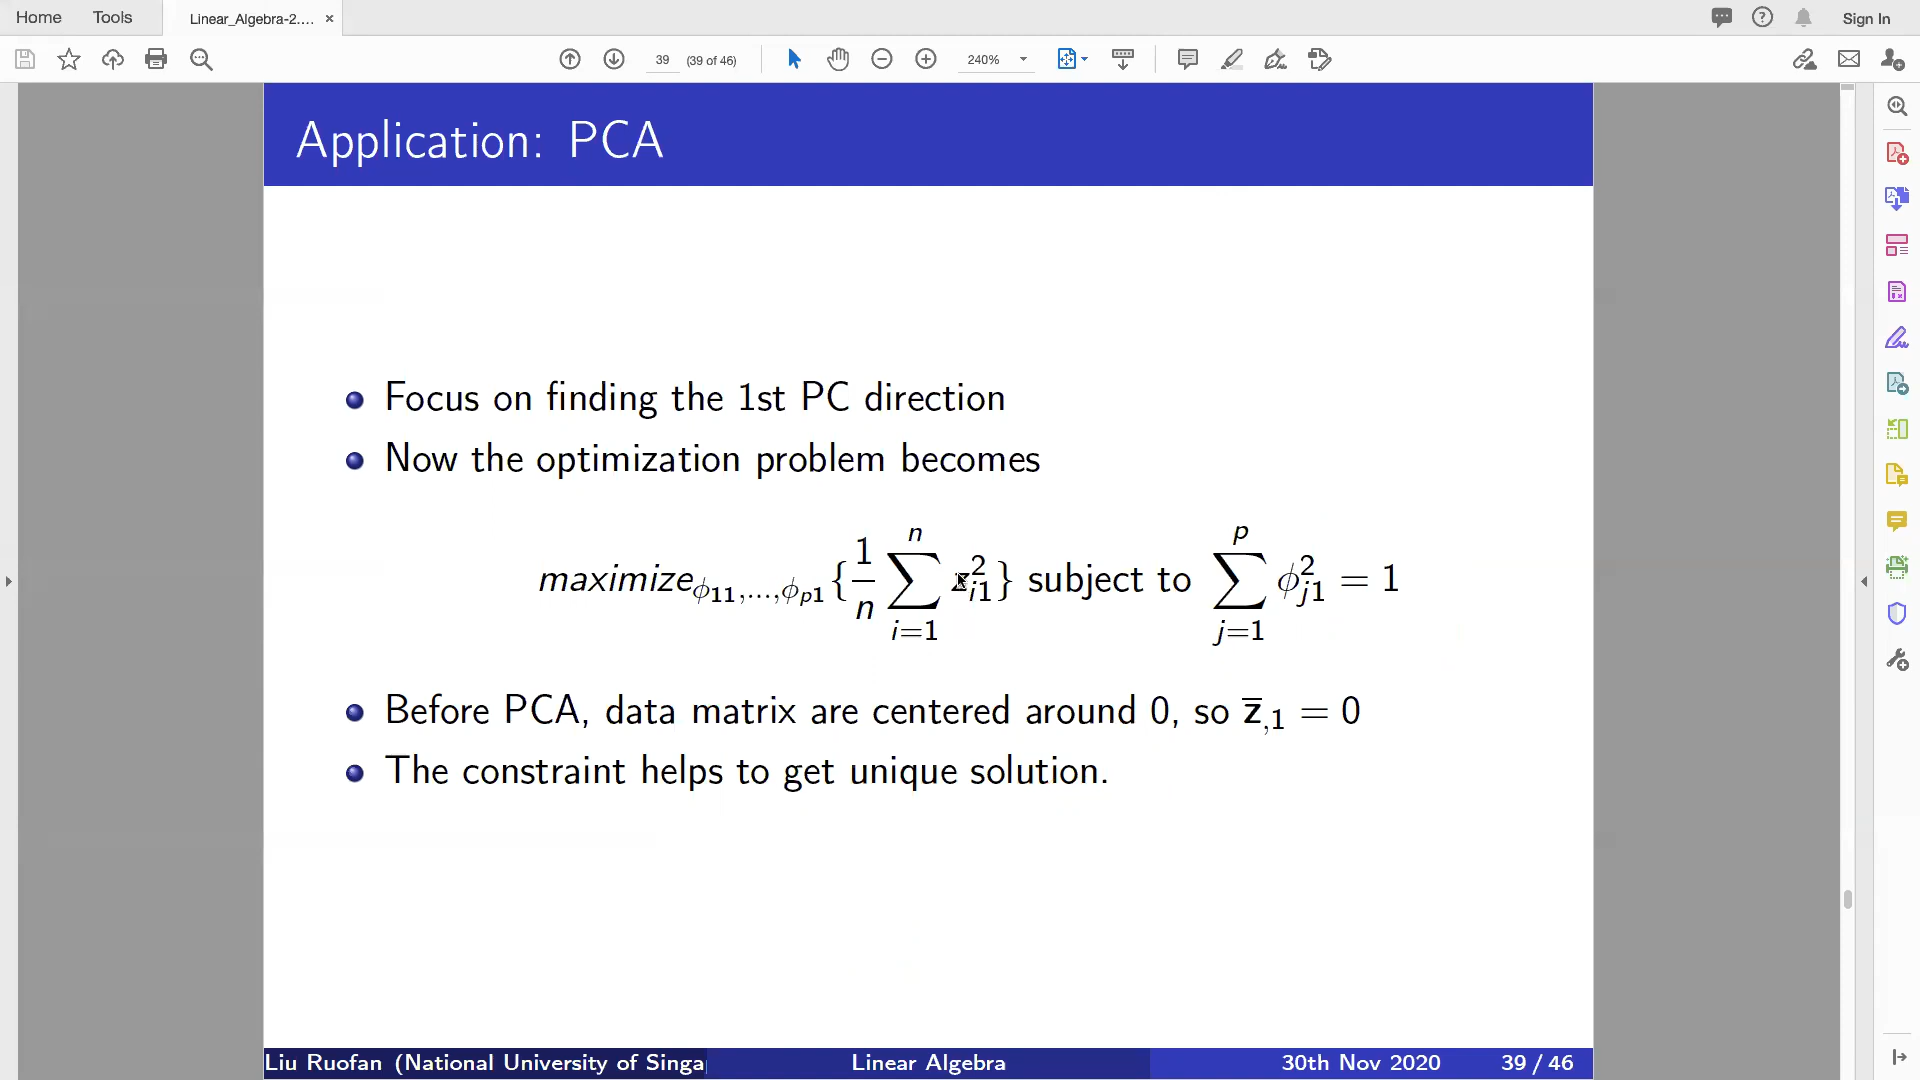 Home Tools Linear_Algebra-2.... × Sign In
39 (39 of 46) 240%
Application: PCA
Focus on finding the 1st PC direction
Now the optimization problem becomes
maximize_{ϕ11,...,ϕp1} {\frac{1}{n} \sum_{i=1}^{n} z_{i1}^2} subject to \sum_{j=1}^{p} ϕ_{j1}^2 = 1
Before PCA, data matrix are centered around 0, so z̄_{,1} = 0
The constraint helps to get unique solution.
Liu Ruofan (National University of Singa Linear Algebra 30th Nov 2020 39 / 46